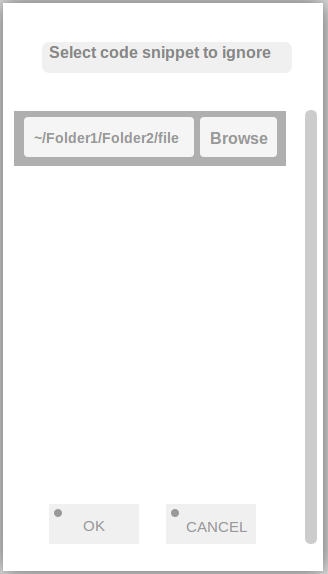 Select code snippet to ignore
~/Folder1/Folder2/file
Browse
OK
CANCEL